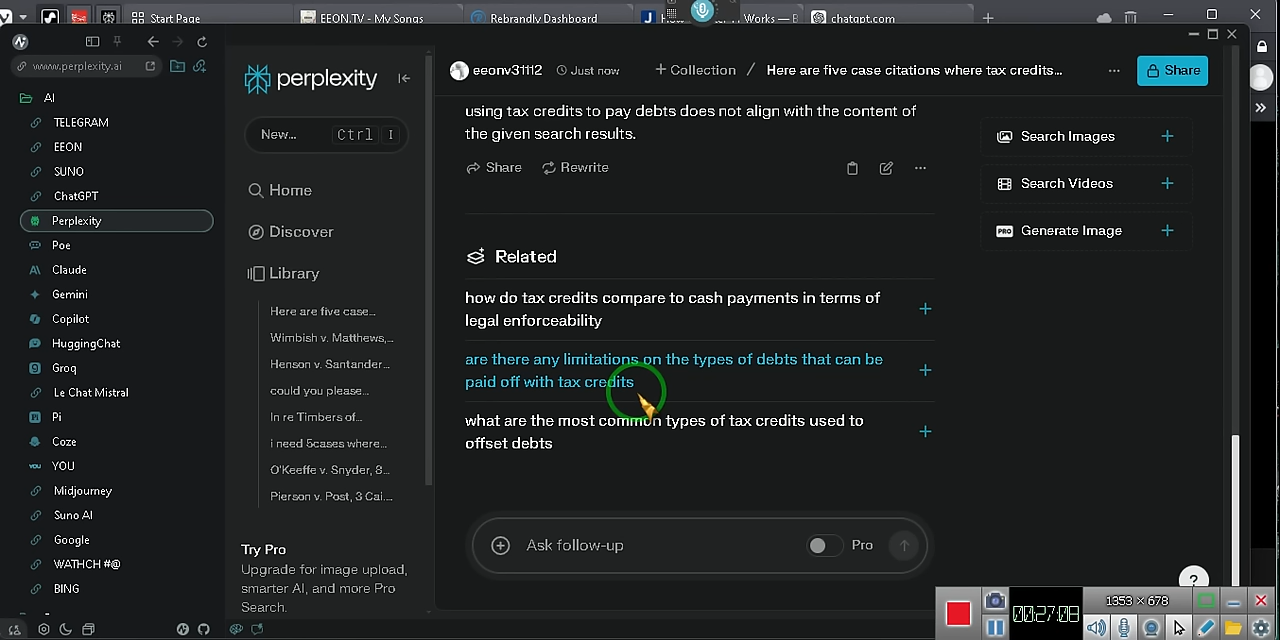 Start Page
EEON.TV - My Songs
Rebrandly Dashboard
Works — B
chatgpt.com
www.perplexity.ai
AI
TELEGRAM
EEON
SUNO
ChatGPT
Perplexity
Poe
Claude
Gemini
Copilot
HuggingChat
Groq
Le Chat Mistral
Pi
Coze
YOU
Midjourney
Suno AI
Google
WATHCH #@
BING
perplexity
New... Ctrl I
Home
Discover
Library
Here are five case...
Wimbish v. Matthews,...
Henson v. Santander...
could you please...
In re Timbers of...
i need 5cases where...
O'Keeffe v. Snyder, 8...
Pierson v. Post, 3 Cai....
Try Pro
Upgrade for image upload,
smarter AI, and more Pro
Search.
eeonv31112 Just now + Collection / Here are five case citations where tax credits... Share
using tax credits to pay debts does not align with the content of
the given search results.
Share Rewrite
Related
how do tax credits compare to cash payments in terms of
legal enforceability
are there any limitations on the types of debts that can be
paid off with tax credits
what are the most common types of tax credits used to
offset debts
Ask follow-up Pro
Search Images
Search Videos
PRO Generate Image
?
1353 × 678
00:27:08